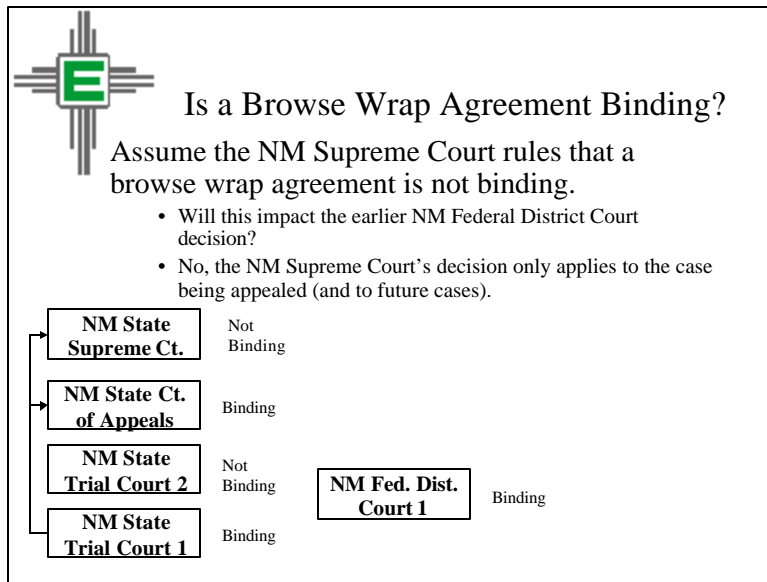 E
Is a Browse Wrap Agreement Binding?
Assume the NM Supreme Court rules that a
browse wrap agreement is not binding.
• Will this impact the earlier NM Federal District Court
decision?
• No, the NM Supreme Court's decision only applies to the case
being appealed (and to future cases).
NM State
Supreme Ct.
Not
Binding
NM State Ct.
of Appeals
Binding
NM State
Trial Court 2
Not
Binding
NM Fed. Dist.
Court 1
Binding
NM State
Trial Court 1
Binding